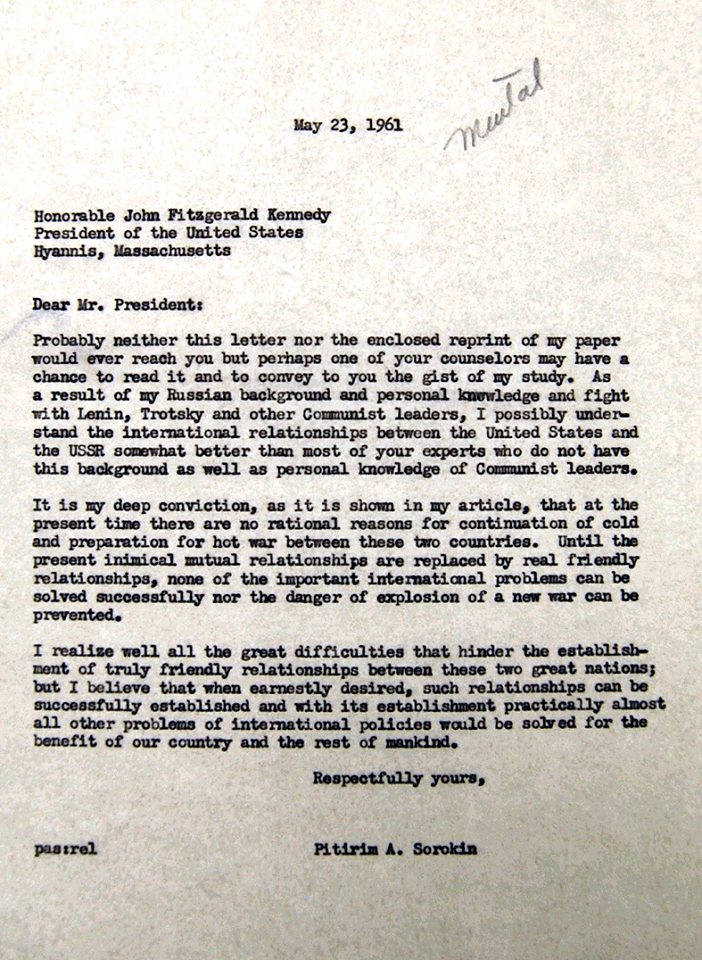 Mental
May 23, 1961
Honorable John Fitzgerald Kennedy
President of the United States
Hyannis, Massachusetts
Dear Mr. President:
Probably neither this letter nor the enclosed reprint of my paper
would ever reach you but perhaps one of your counselors may have a
chance to read it and to convey to you the gist of my study. As
a result of my Russian background and personal knowledge and fight
with Lenin, Trotsky and other Communist leaders, I possibly under-
stand the international relationships between the United States and
the USSR somewhat better than most of your experts who do not have
this background as well as personal knowledge of Communist leaders.
It is my deep conviction, as it is shown in my article, that at the
present time there are no rational reasons for continuation of cold
and preparation for hot war between these two countries. Until the
present inimical mutual relationships are replaced by real friendly
relationships, none of the important international problems can be
solved successfully nor the danger of explosion of a new war can be
prevented.
I realize well all the great difficulties that hinder the establish-
ment of truly friendly relationships between these two great nations;
but I believe that when earnestly desired, such relationships can be
successfully established and with its establishment practically almost
all other problems of international policies would be solved for the
benefit of our country and the rest of mankind.
Respectfully yours,
pas:rel Pitirim A. Sorokin